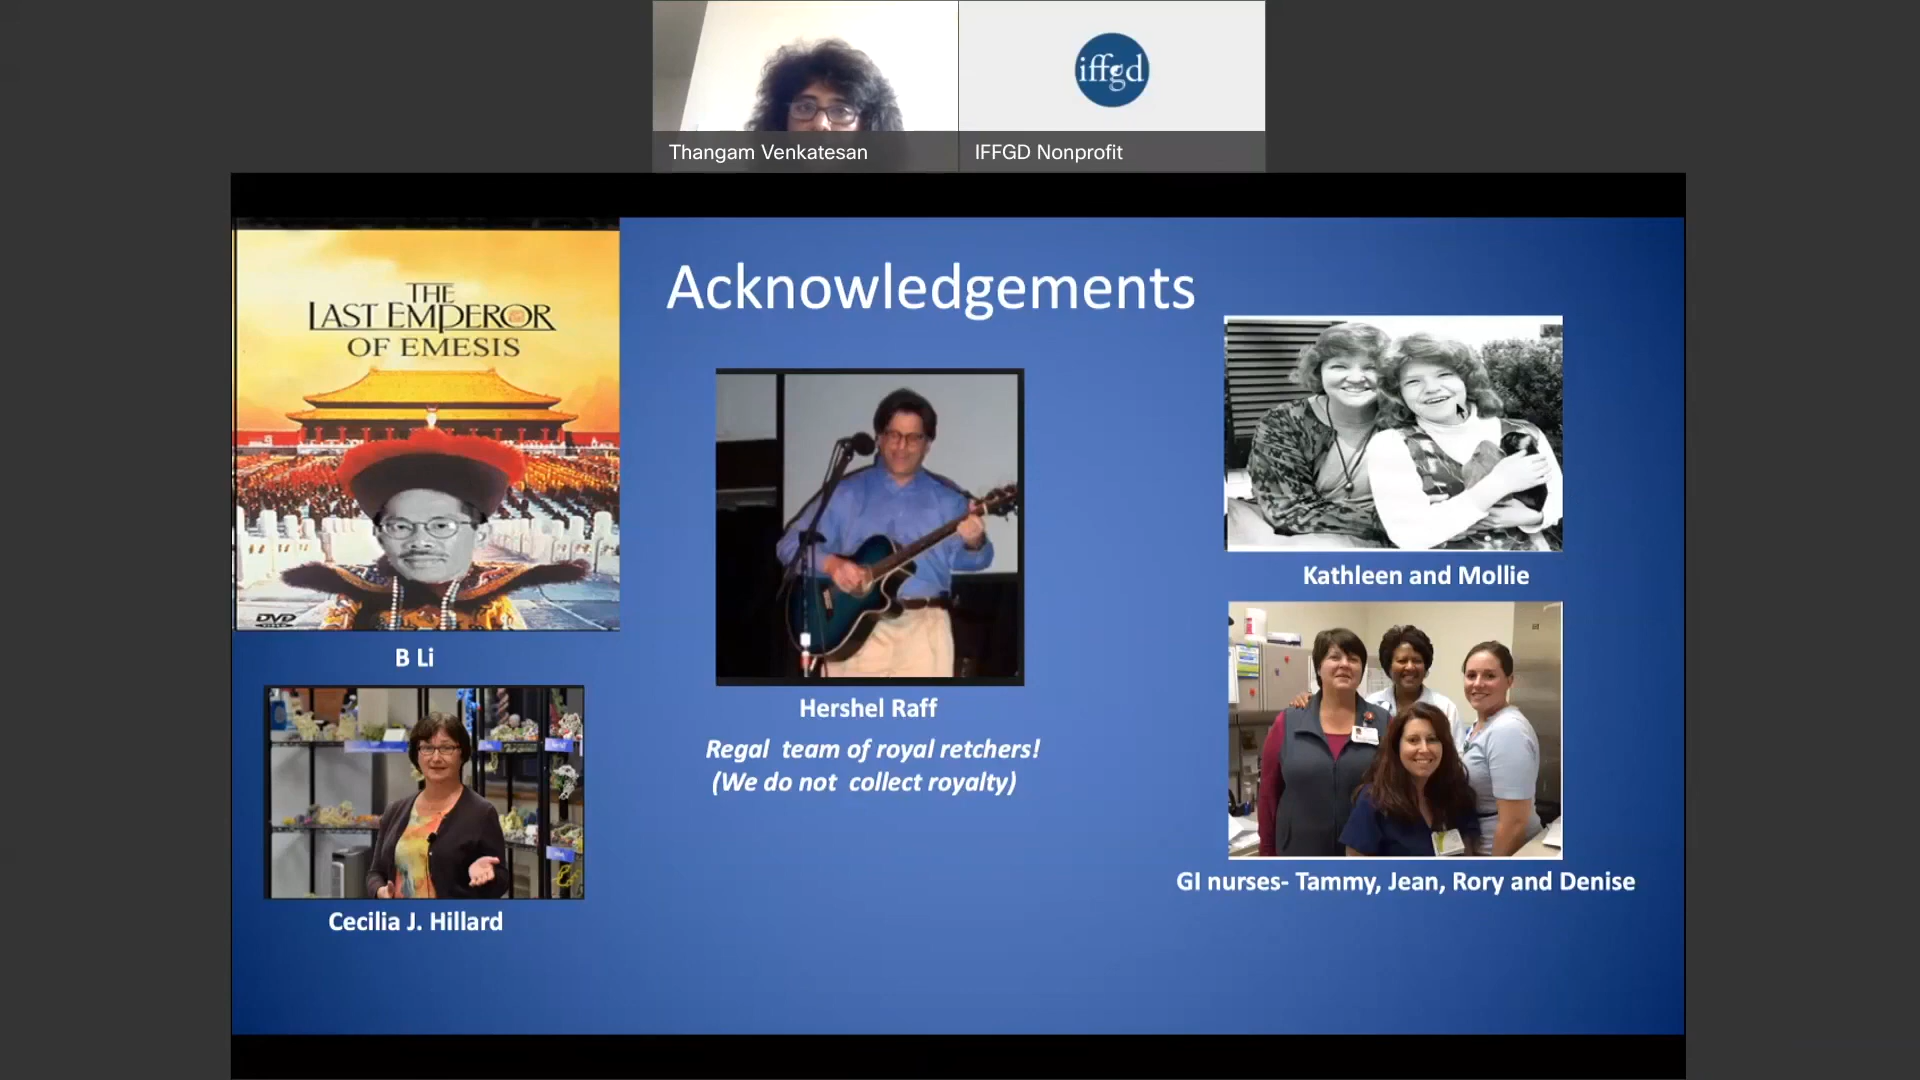 iffgd
Thangam Venkatesan
IFFGD Nonprofit
Acknowledgements
THE
LAST EMPEROR
OF EMESIS
DVD
B Li
Cecilia J. Hillard
Hershel Raff
Regal team of royal retchers!
(We do not collect royalty)
Kathleen and Mollie
GI nurses- Tammy, Jean, Rory and Denise